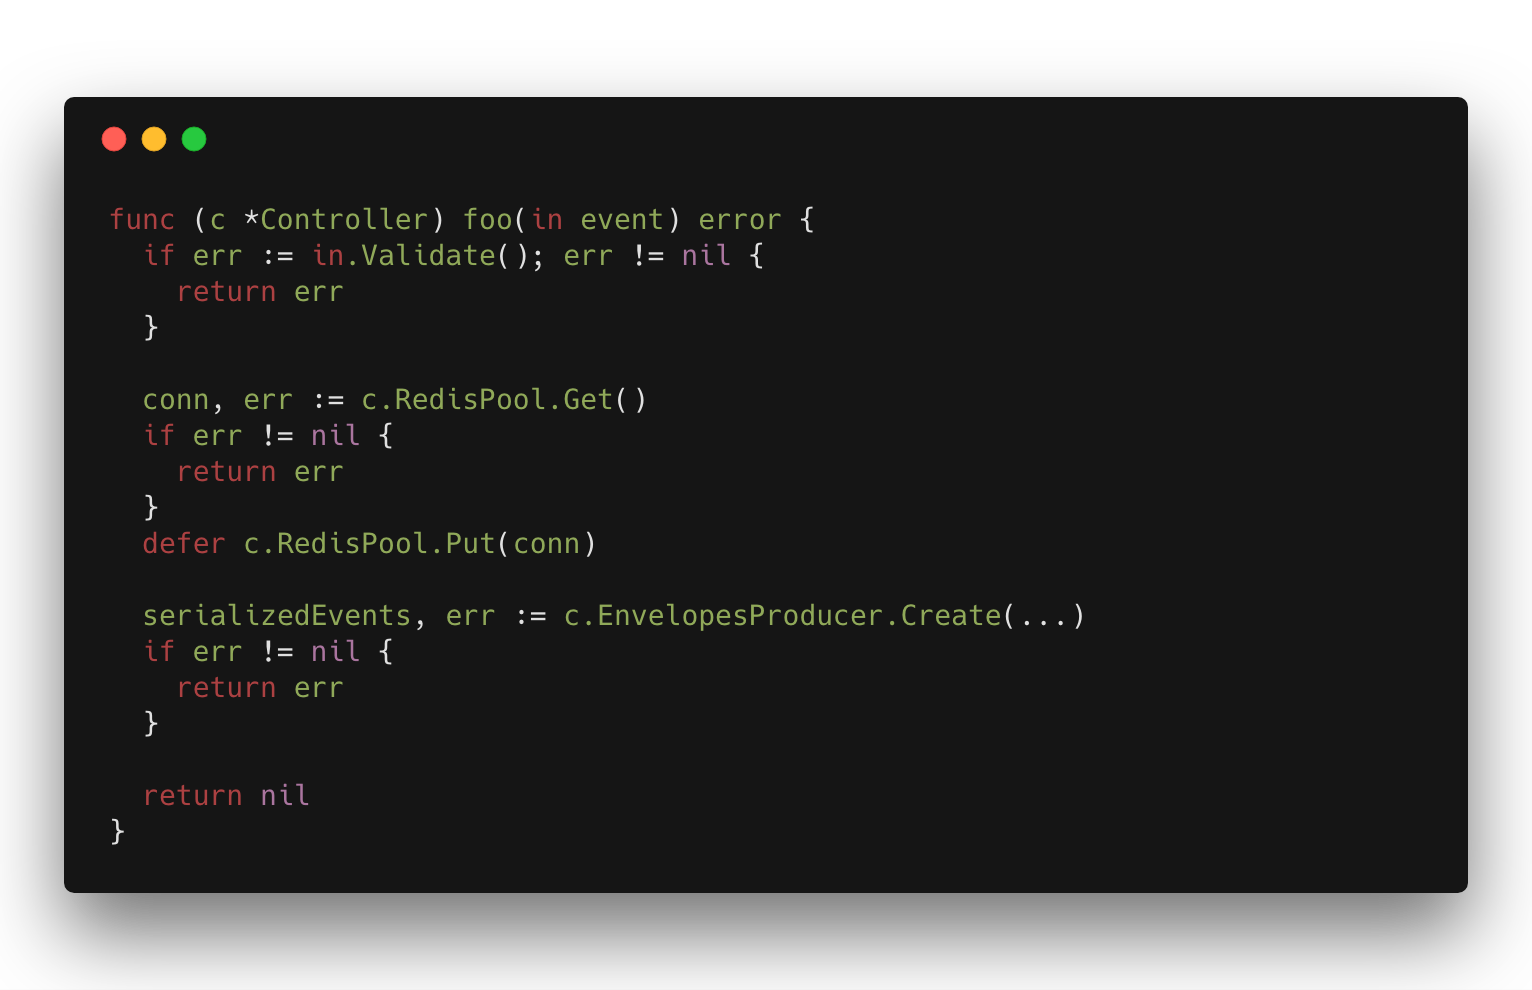 func (c *Controller) foo(in event) error {
  if err := in.Validate(); err != nil {
    return err
  }

  conn, err := c.RedisPool.Get()
  if err != nil {
    return err
  }
  defer c.RedisPool.Put(conn)

  serializedEvents, err := c.EnvelopesProducer.Create(...)
  if err != nil {
    return err
  }

  return nil
}